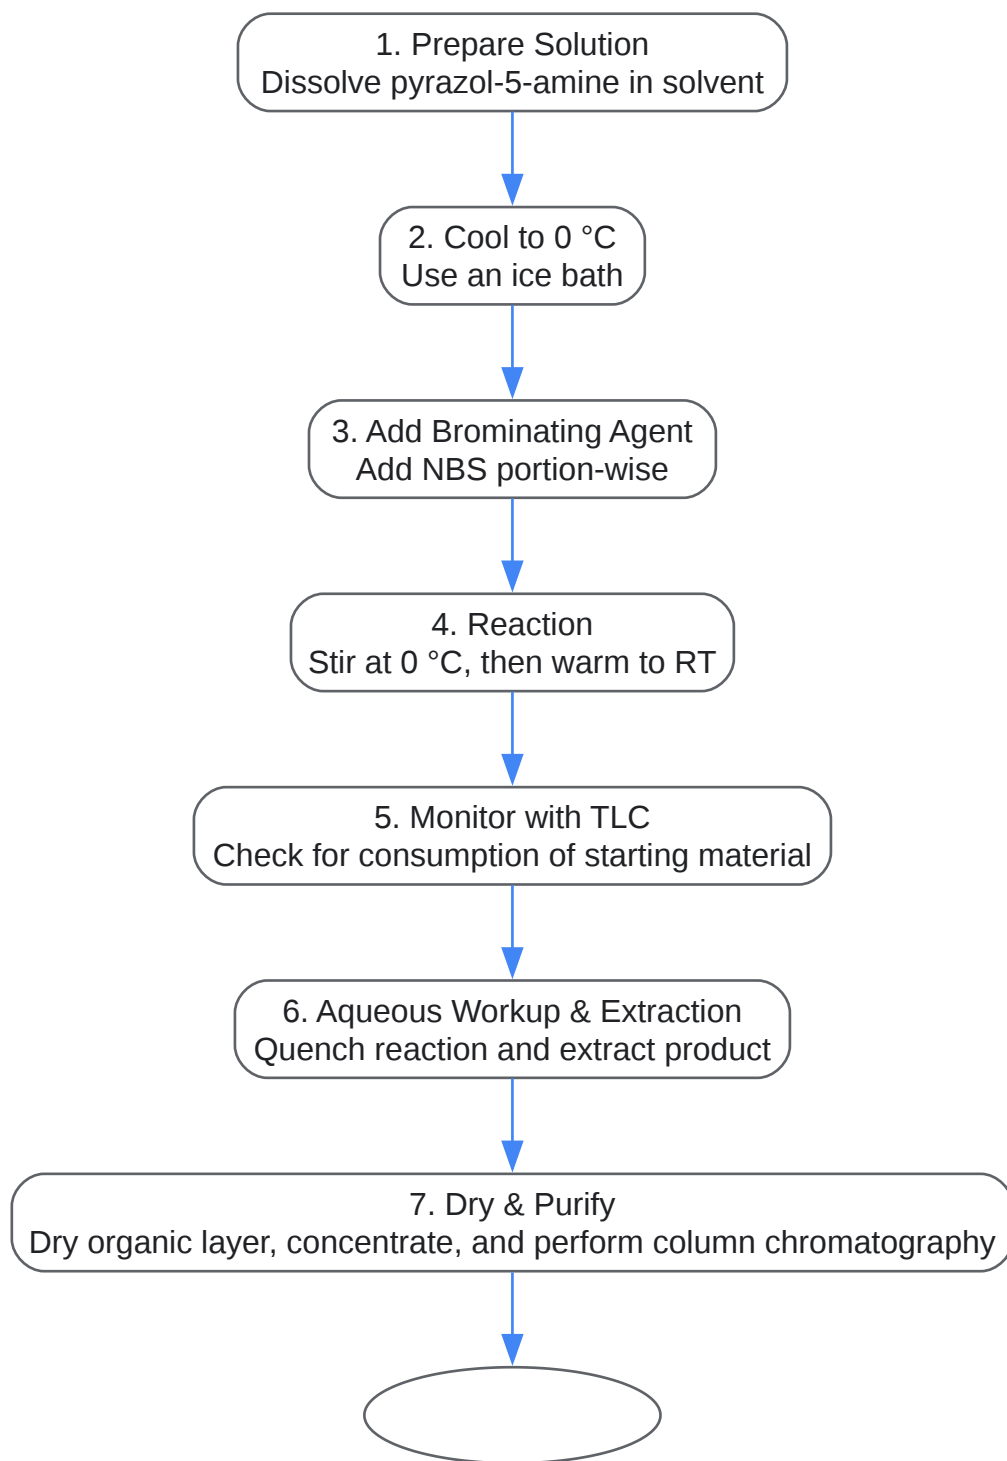 1. Prepare Solution
Dissolve pyrazol-5-amine in solvent
2. Cool to 0 °C
Use an ice bath
3. Add Brominating Agent
Add NBS portion-wise
4. Reaction
Stir at 0 °C, then warm to RT
5. Monitor with TLC
Check for consumption of starting material
6. Aqueous Workup & Extraction
Quench reaction and extract product
7. Dry & Purify
Dry organic layer, concentrate, and perform column chromatography